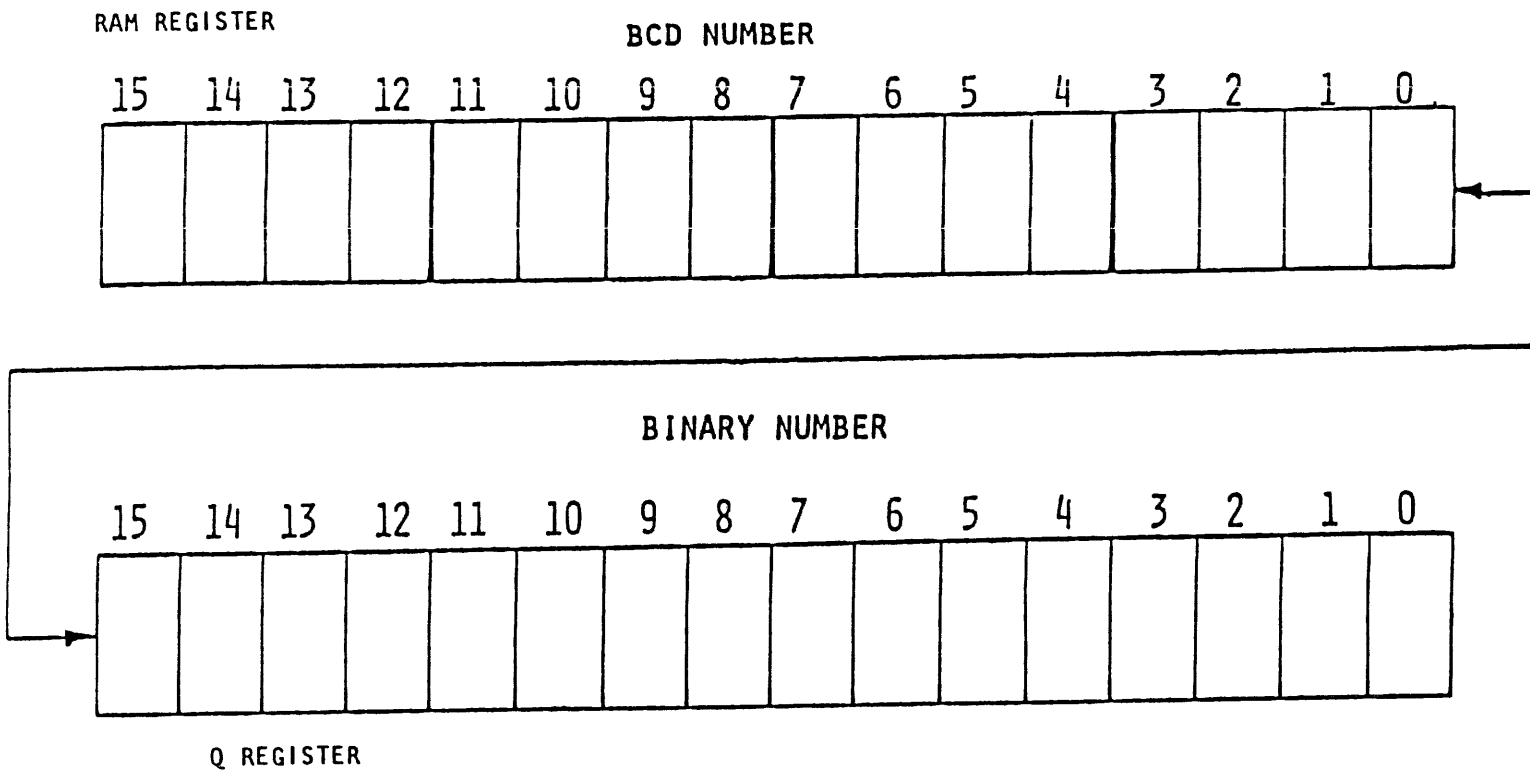 RAM REGISTER
BCD NUMBER
15 14 13 12 11 10 9 8 7 6 5 4 3 2 1 0
BINARY NUMBER
15 14 13 12 11 10 9 8 7 6 5 4 3 2 1 0
Q REGISTER